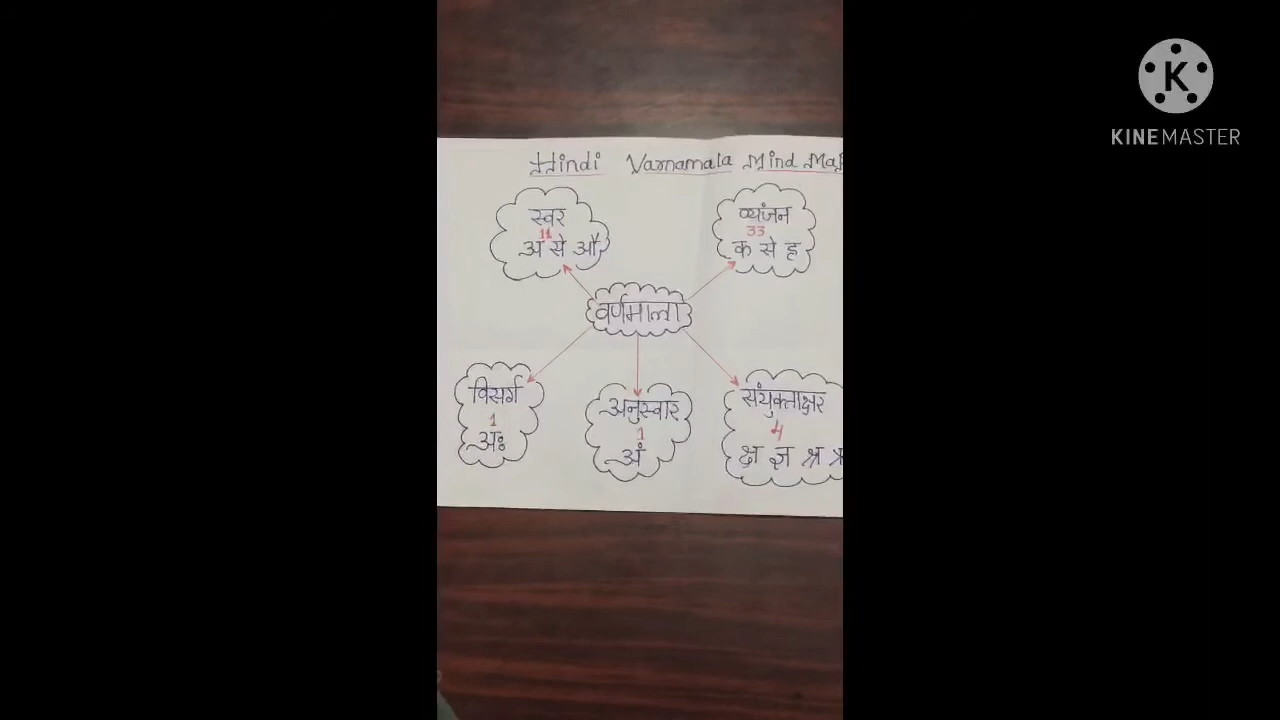 Hindi Varnamala Mind Map
स्वर
11
अ से औ
व्यंजन
33
क से ह
वर्णमाला
विसर्ग
1
अः
अनुस्वार
1
अं
संयुक्ताक्षर
4
क्ष ज्ञ श्र
K
KINEMASTER